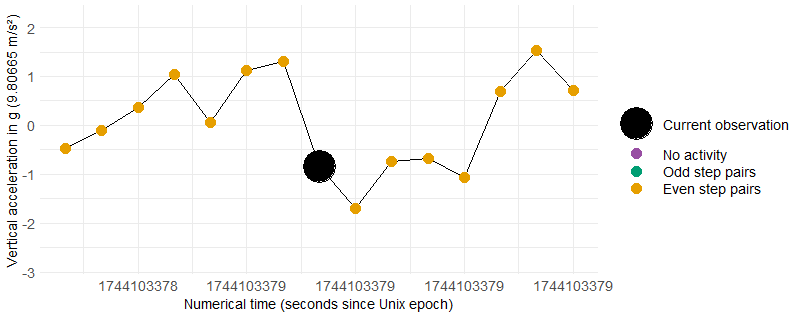 Vertical acceleration in g (9.80665 m/s²)
2
1
0
-1
-2
-3
1744103378 1744103379 1744103379 1744103379 1744103379
Numerical time (seconds since Unix epoch)
Current observation
No activity
Odd step pairs
Even step pairs